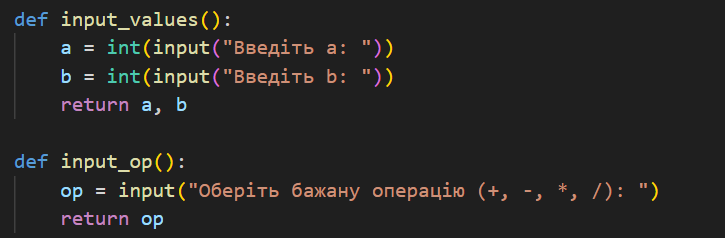 def input_values():
    a = int(input("Введіть a: "))
    b = int(input("Введіть b: "))
    return a, b

def input_op():
    op = input("Оберіть бажану операцію (+, -, *, /): ")
    return op